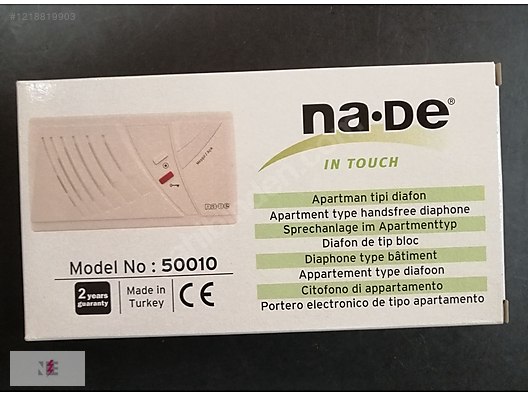 #1218819903
na·De®
IN TOUCH
Apartman tipi diafon
Apartment type handsfree diaphone
Sprechanlage im Apartmenttyp
Diafon de tip bloc
Diaphone type bâtiment
Appartement type diafoon
Citofono di appartamento
Portero electronico de tipo apartamento
na·De
Model No : 50010
2 years guaranty
Made in Turkey
CE